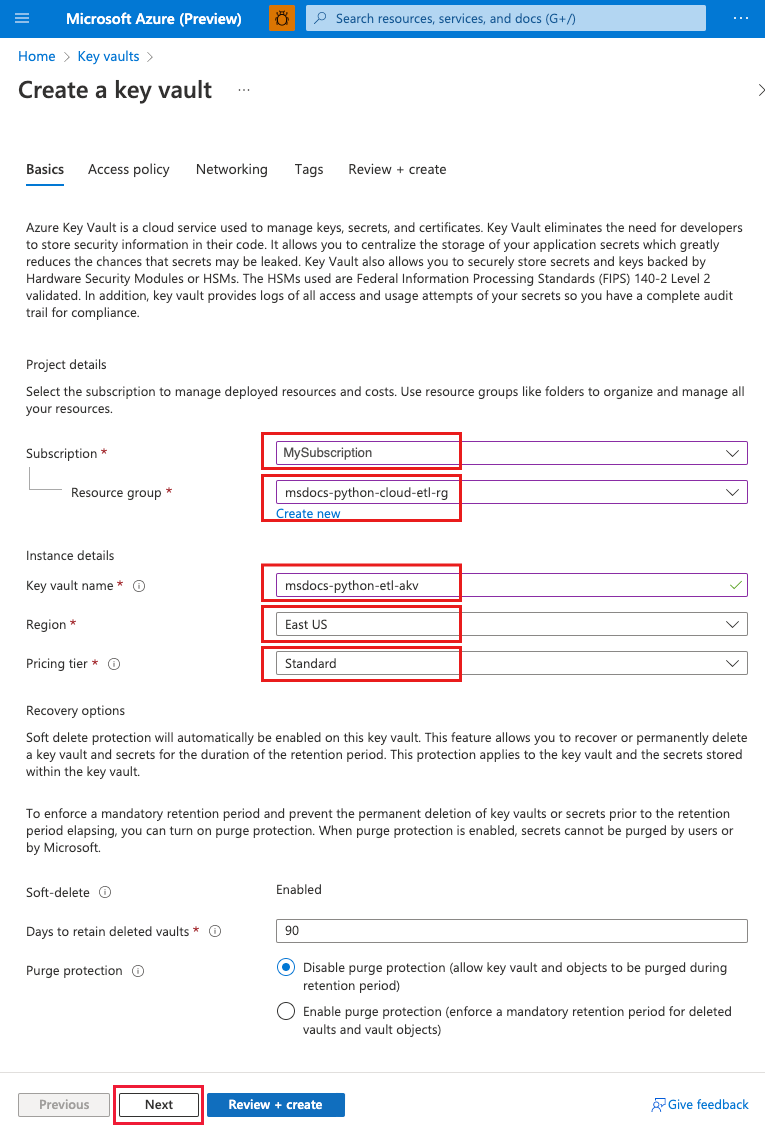 Microsoft Azure (Preview)
Search resources, services, and docs (G+/)
Home > Key vaults >
Create a key vault
Basics Access policy Networking Tags Review + create
Azure Key Vault is a cloud service used to manage keys, secrets, and certificates. Key Vault eliminates the need for developers
to store security information in their code. It allows you to centralize the storage of your application secrets which greatly
reduces the chances that secrets may be leaked. Key Vault also allows you to securely store secrets and keys backed by
Hardware Security Modules or HSMs. The HSMs used are Federal Information Processing Standards (FIPS) 140-2 Level 2
validated. In addition, key vault provides logs of all access and usage attempts of your secrets so you have a complete audit
trail for compliance.
Project details
Select the subscription to manage deployed resources and costs. Use resource groups like folders to organize and manage all
your resources.
Subscription * MySubscription
Resource group * msdocs-python-cloud-etl-rg
Create new
Instance details
Key vault name * msdocs-python-etl-akv
Region * East US
Pricing tier * Standard
Recovery options
Soft delete protection will automatically be enabled on this key vault. This feature allows you to recover or permanently delete
a key vault and secrets for the duration of the retention period. This protection applies to the key vault and the secrets stored
within the key vault.
To enforce a mandatory retention period and prevent the permanent deletion of key vaults or secrets prior to the retention
period elapsing, you can turn on purge protection. When purge protection is enabled, secrets cannot be purged by users or
by Microsoft.
Soft-delete Enabled
Days to retain deleted vaults * 90
Purge protection Disable purge protection (allow key vault and objects to be purged during
retention period)
Enable purge protection (enforce a mandatory retention period for deleted
vaults and vault objects)
Previous Next Review + create Give feedback